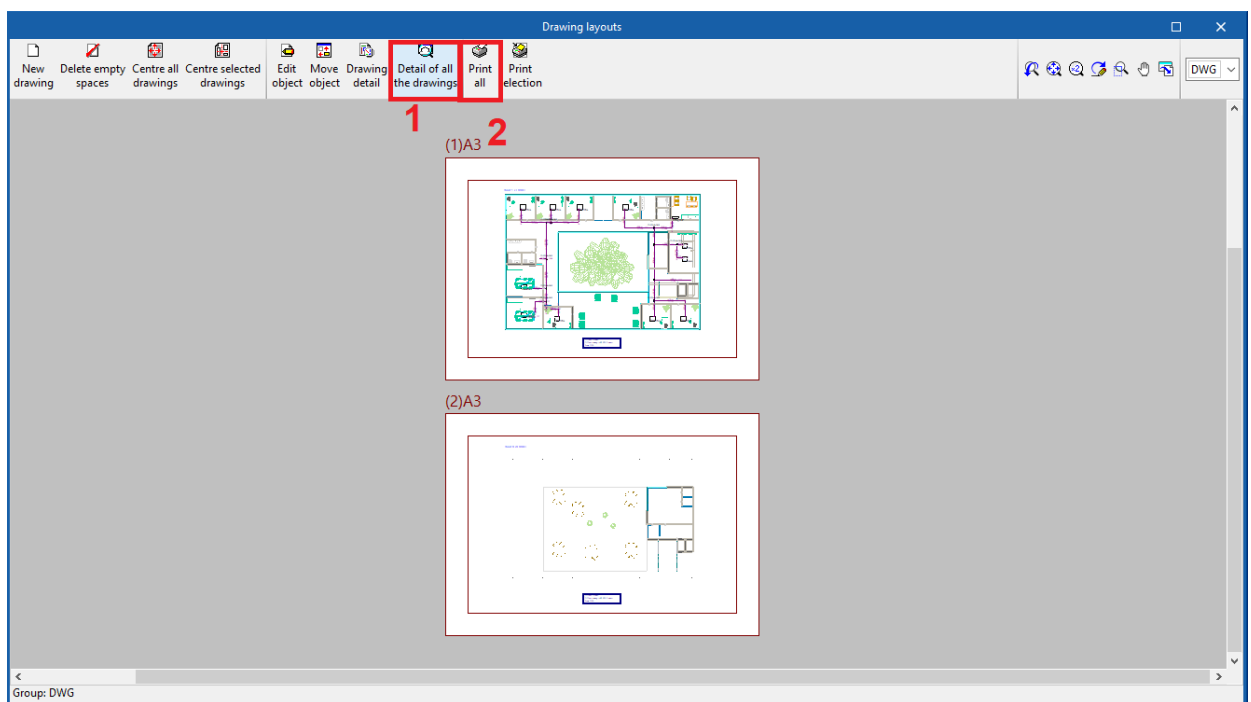 Drawing layouts
New drawing
Delete empty spaces
Centre all drawings
Centre selected drawings
Edit object
Move object
Drawing detail
Detail of all the drawings
Print all
Print election
DWG
1
2
(1)A3
(2)A3
Group: DWG